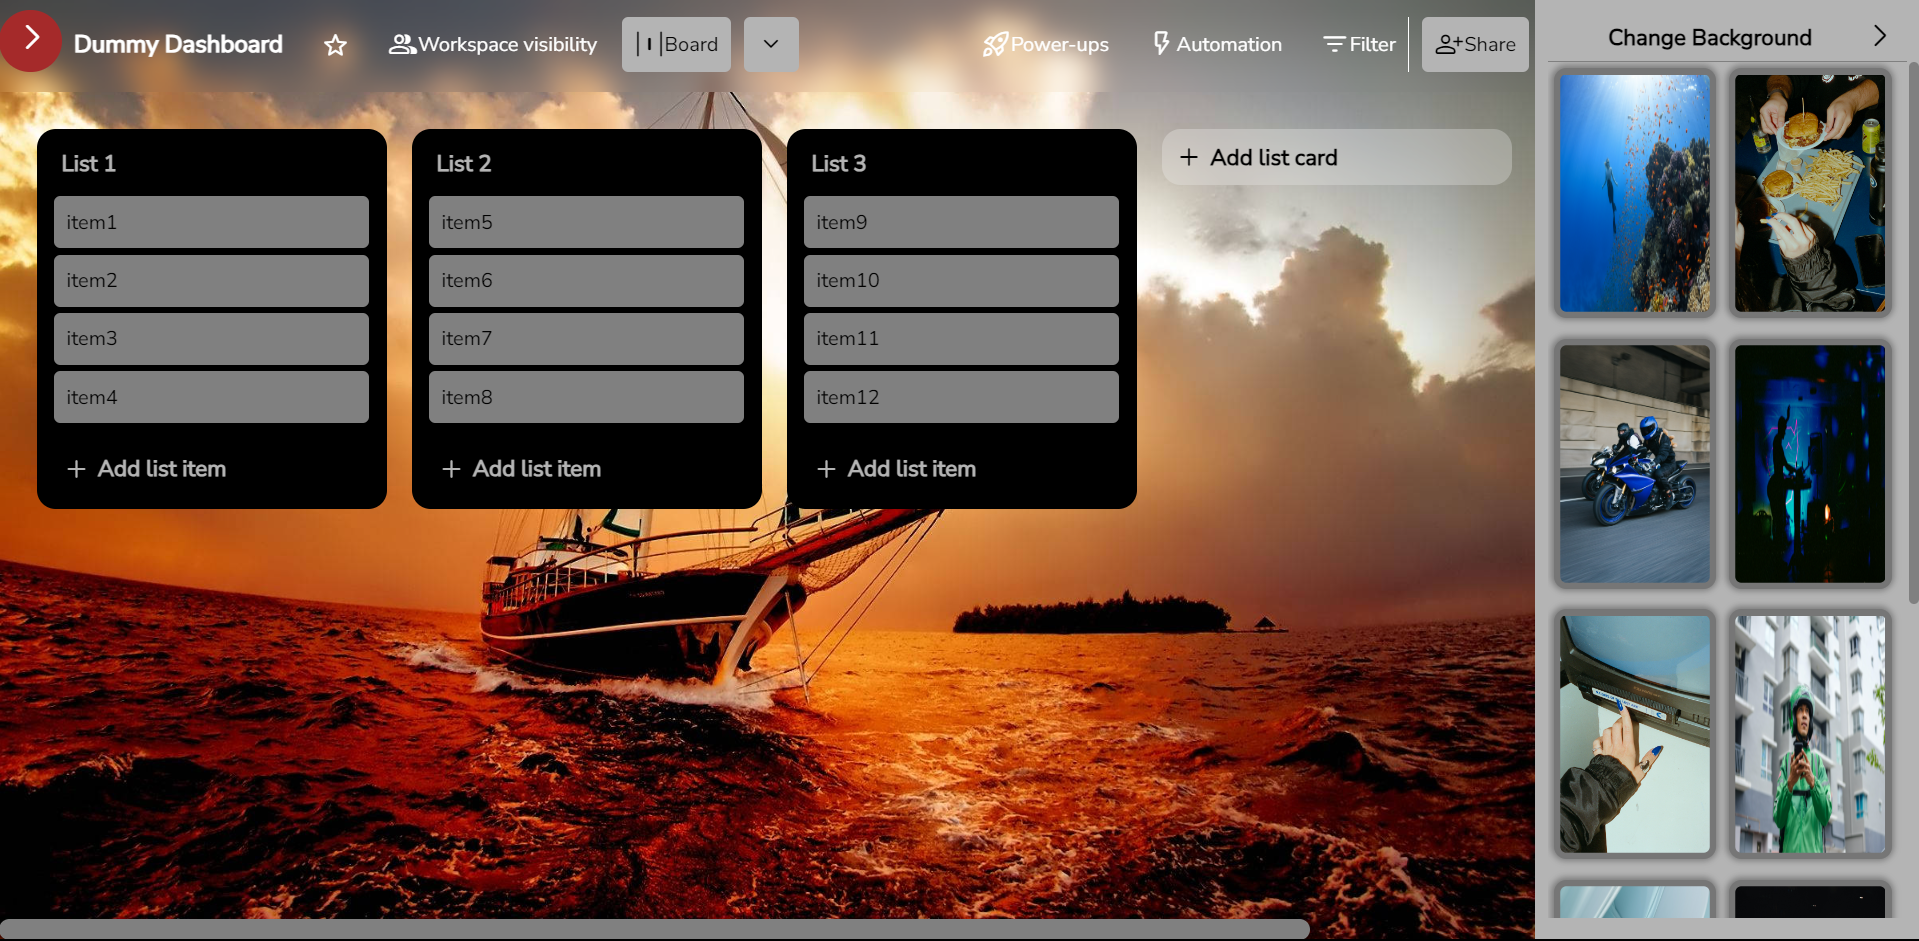 Dummy Dashboard
Workspace visibility
Board
Power-ups
Automation
Filter
Share
Change Background
List 1
item1
item2
item3
item4
Add list item
List 2
item5
item6
item7
item8
Add list item
List 3
item9
item10
item11
item12
Add list item
Add list card